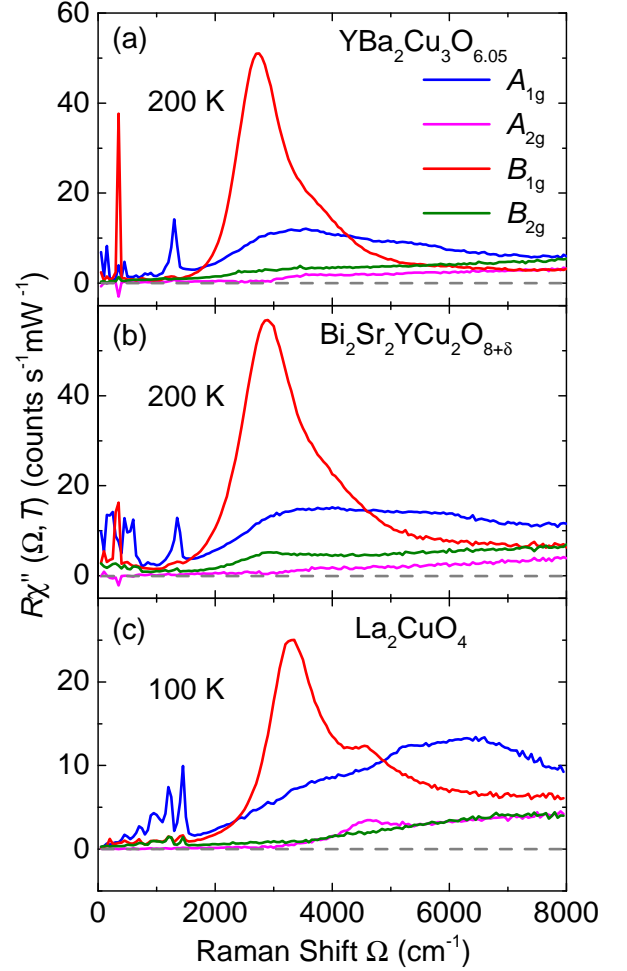 (a)
YBa₂Cu₃O₆.₀₅
200 K
A₁g
A₂g
B₁g
B₂g
60
40
20
0
(b)
Bi₂Sr₂YCu₂O₈₊δ
200 K
40
20
0
(c)
La₂CuO₄
100 K
20
10
0
0 2000 4000 6000 8000
Rχ'' (Ω, T) (counts s⁻¹mW⁻¹)
Raman Shift Ω (cm⁻¹)